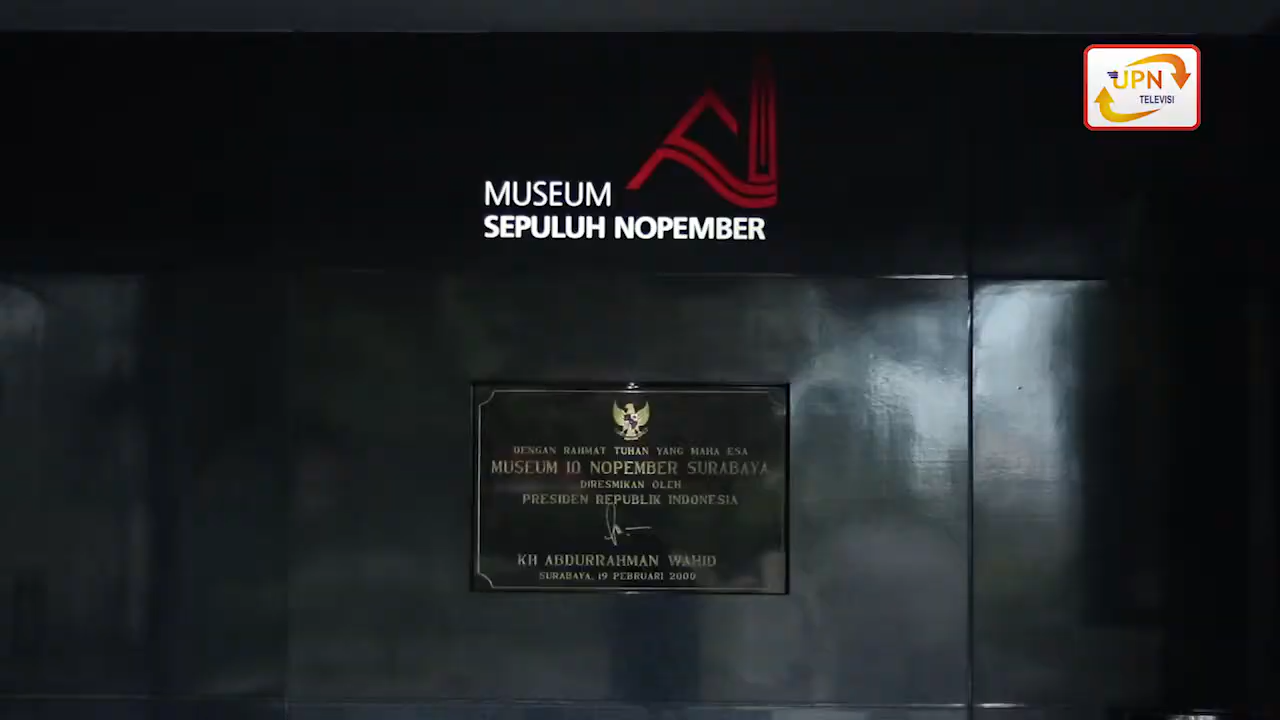 UPN
TELEVISI
MUSEUM
SEPULUH NOPEMBER
DENGAN RAHMAT TUHAN YANG MAHA ESA
MUSEUM 10 NOPEMBER SURABAYA
DIRESMIKAN OLEH
PRESIDEN REPUBLIK INDONESIA
KH ABDURRAHMAN WAHID
SURABAYA, 19 PEBRUARI 2000